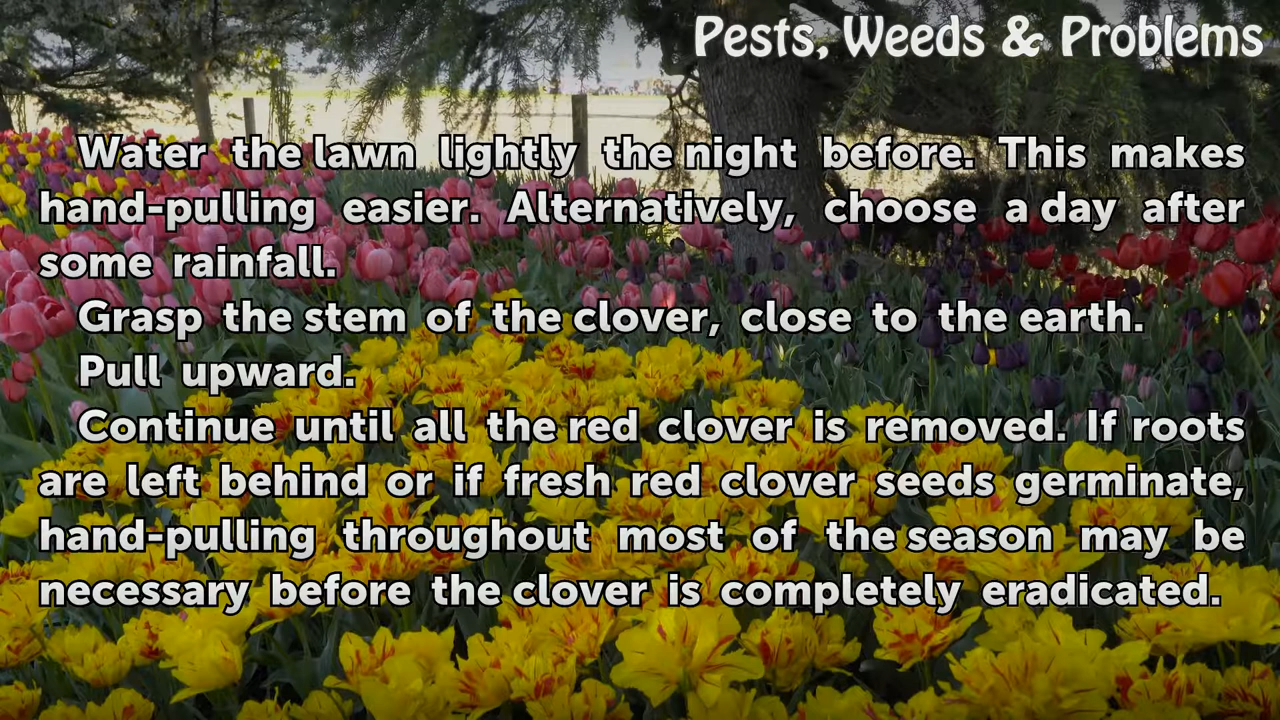 Pests, Weeds & Problems
Water the lawn lightly the night before. This makes
hand-pulling easier. Alternatively, choose a day after
some rainfall.
Grasp the stem of the clover, close to the earth.
Pull upward.
Continue until all the red clover is removed. If roots
are left behind or if fresh red clover seeds germinate,
hand-pulling throughout most of the season may be
necessary before the clover is completely eradicated.